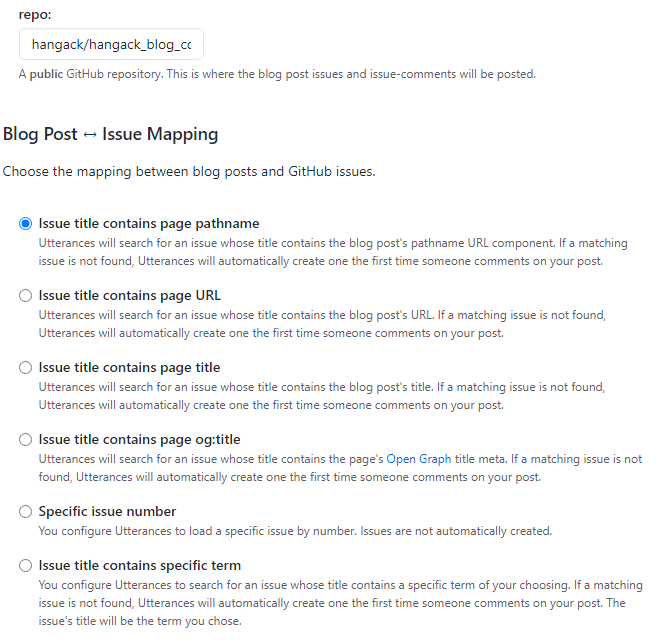 repo:
hangack/hangack_blog_cc
A public GitHub repository. This is where the blog post issues and issue-comments will be posted.
Blog Post ↔ Issue Mapping
Choose the mapping between blog posts and GitHub issues.
Issue title contains page pathname
Utterances will search for an issue whose title contains the blog post's pathname URL component. If a matching
issue is not found, Utterances will automatically create one the first time someone comments on your post.
Issue title contains page URL
Utterances will search for an issue whose title contains the blog post's URL. If a matching issue is not found,
Utterances will automatically create one the first time someone comments on your post.
Issue title contains page title
Utterances will search for an issue whose title contains the blog post's title. If a matching issue is not found,
Utterances will automatically create one the first time someone comments on your post.
Issue title contains page og:title
Utterances will search for an issue whose title contains the page's Open Graph title meta. If a matching issue is not
found, Utterances will automatically create one the first time someone comments on your post.
Specific issue number
You configure Utterances to load a specific issue by number. Issues are not automatically created.
Issue title contains specific term
You configure Utterances to search for an issue whose title contains a specific term of your choosing. If a matching
issue is not found, Utterances will automatically create one the first time someone comments on your post. The
issue's title will be the term you chose.